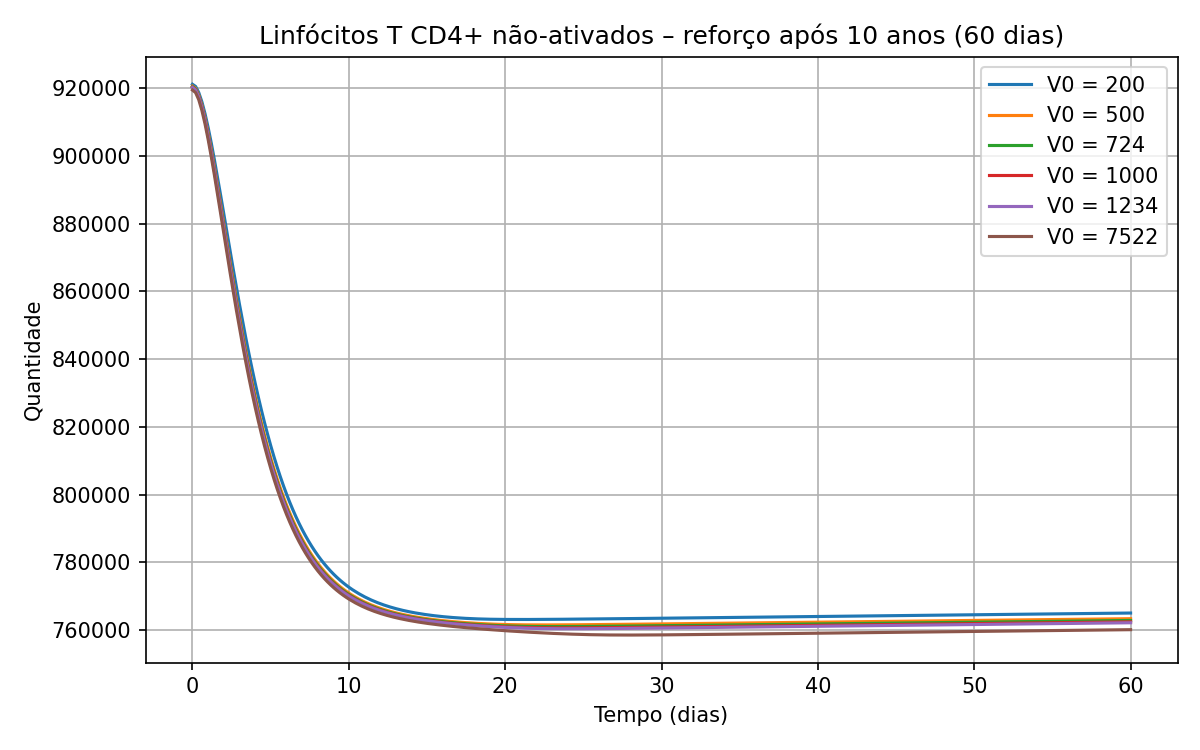 Linfócitos T CD4+ não-ativados – reforço após 10 anos (60 dias)
Quantidade
920000
900000
880000
860000
840000
820000
800000
780000
760000
V0 = 200
V0 = 500
V0 = 724
V0 = 1000
V0 = 1234
V0 = 7522
0 10 20 30 40 50 60
Tempo (dias)